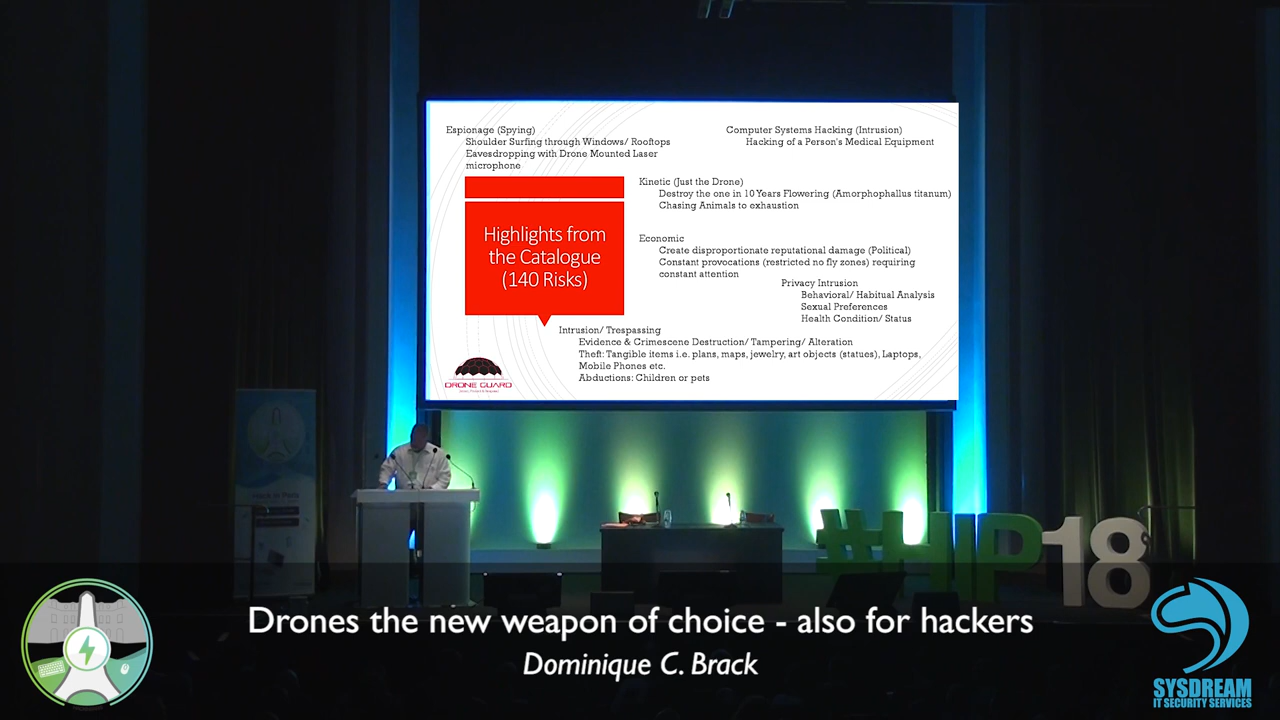 Espionage (Spying)
Shoulder Surfing through Windows/ Rooftops
Eavesdropping with Drone Mounted Laser
microphone
Computer Systems Hacking (Intrusion)
Hacking of a Person's Medical Equipment
Kinetic (Just the Drone)
Destroy the one in 10 Years Flowering (Amorphophallus titanum)
Chasing Animals to exhaustion
Highlights from
the Catalogue
(140 Risks)
Economic
Create disproportionate reputational damage (Political)
Constant provocations (restricted no fly zones) requiring
constant attention
Privacy Intrusion
Behavioral/ Habitual Analysis
Sexual Preferences
Health Condition/ Status
Intrusion/ Trespassing
Evidence & Crimescene Destruction/ Tampering/ Alteration
Theft: Tangible items i.e. plans, maps, jewelry, art objects (statues), Laptops,
Mobile Phones etc.
Abductions: Children or pets
DRONE GUARD
#HIP18
Drones the new weapon of choice - also for hackers
Dominique C. Brack
SYSDREAM
IT SECURITY SERVICES